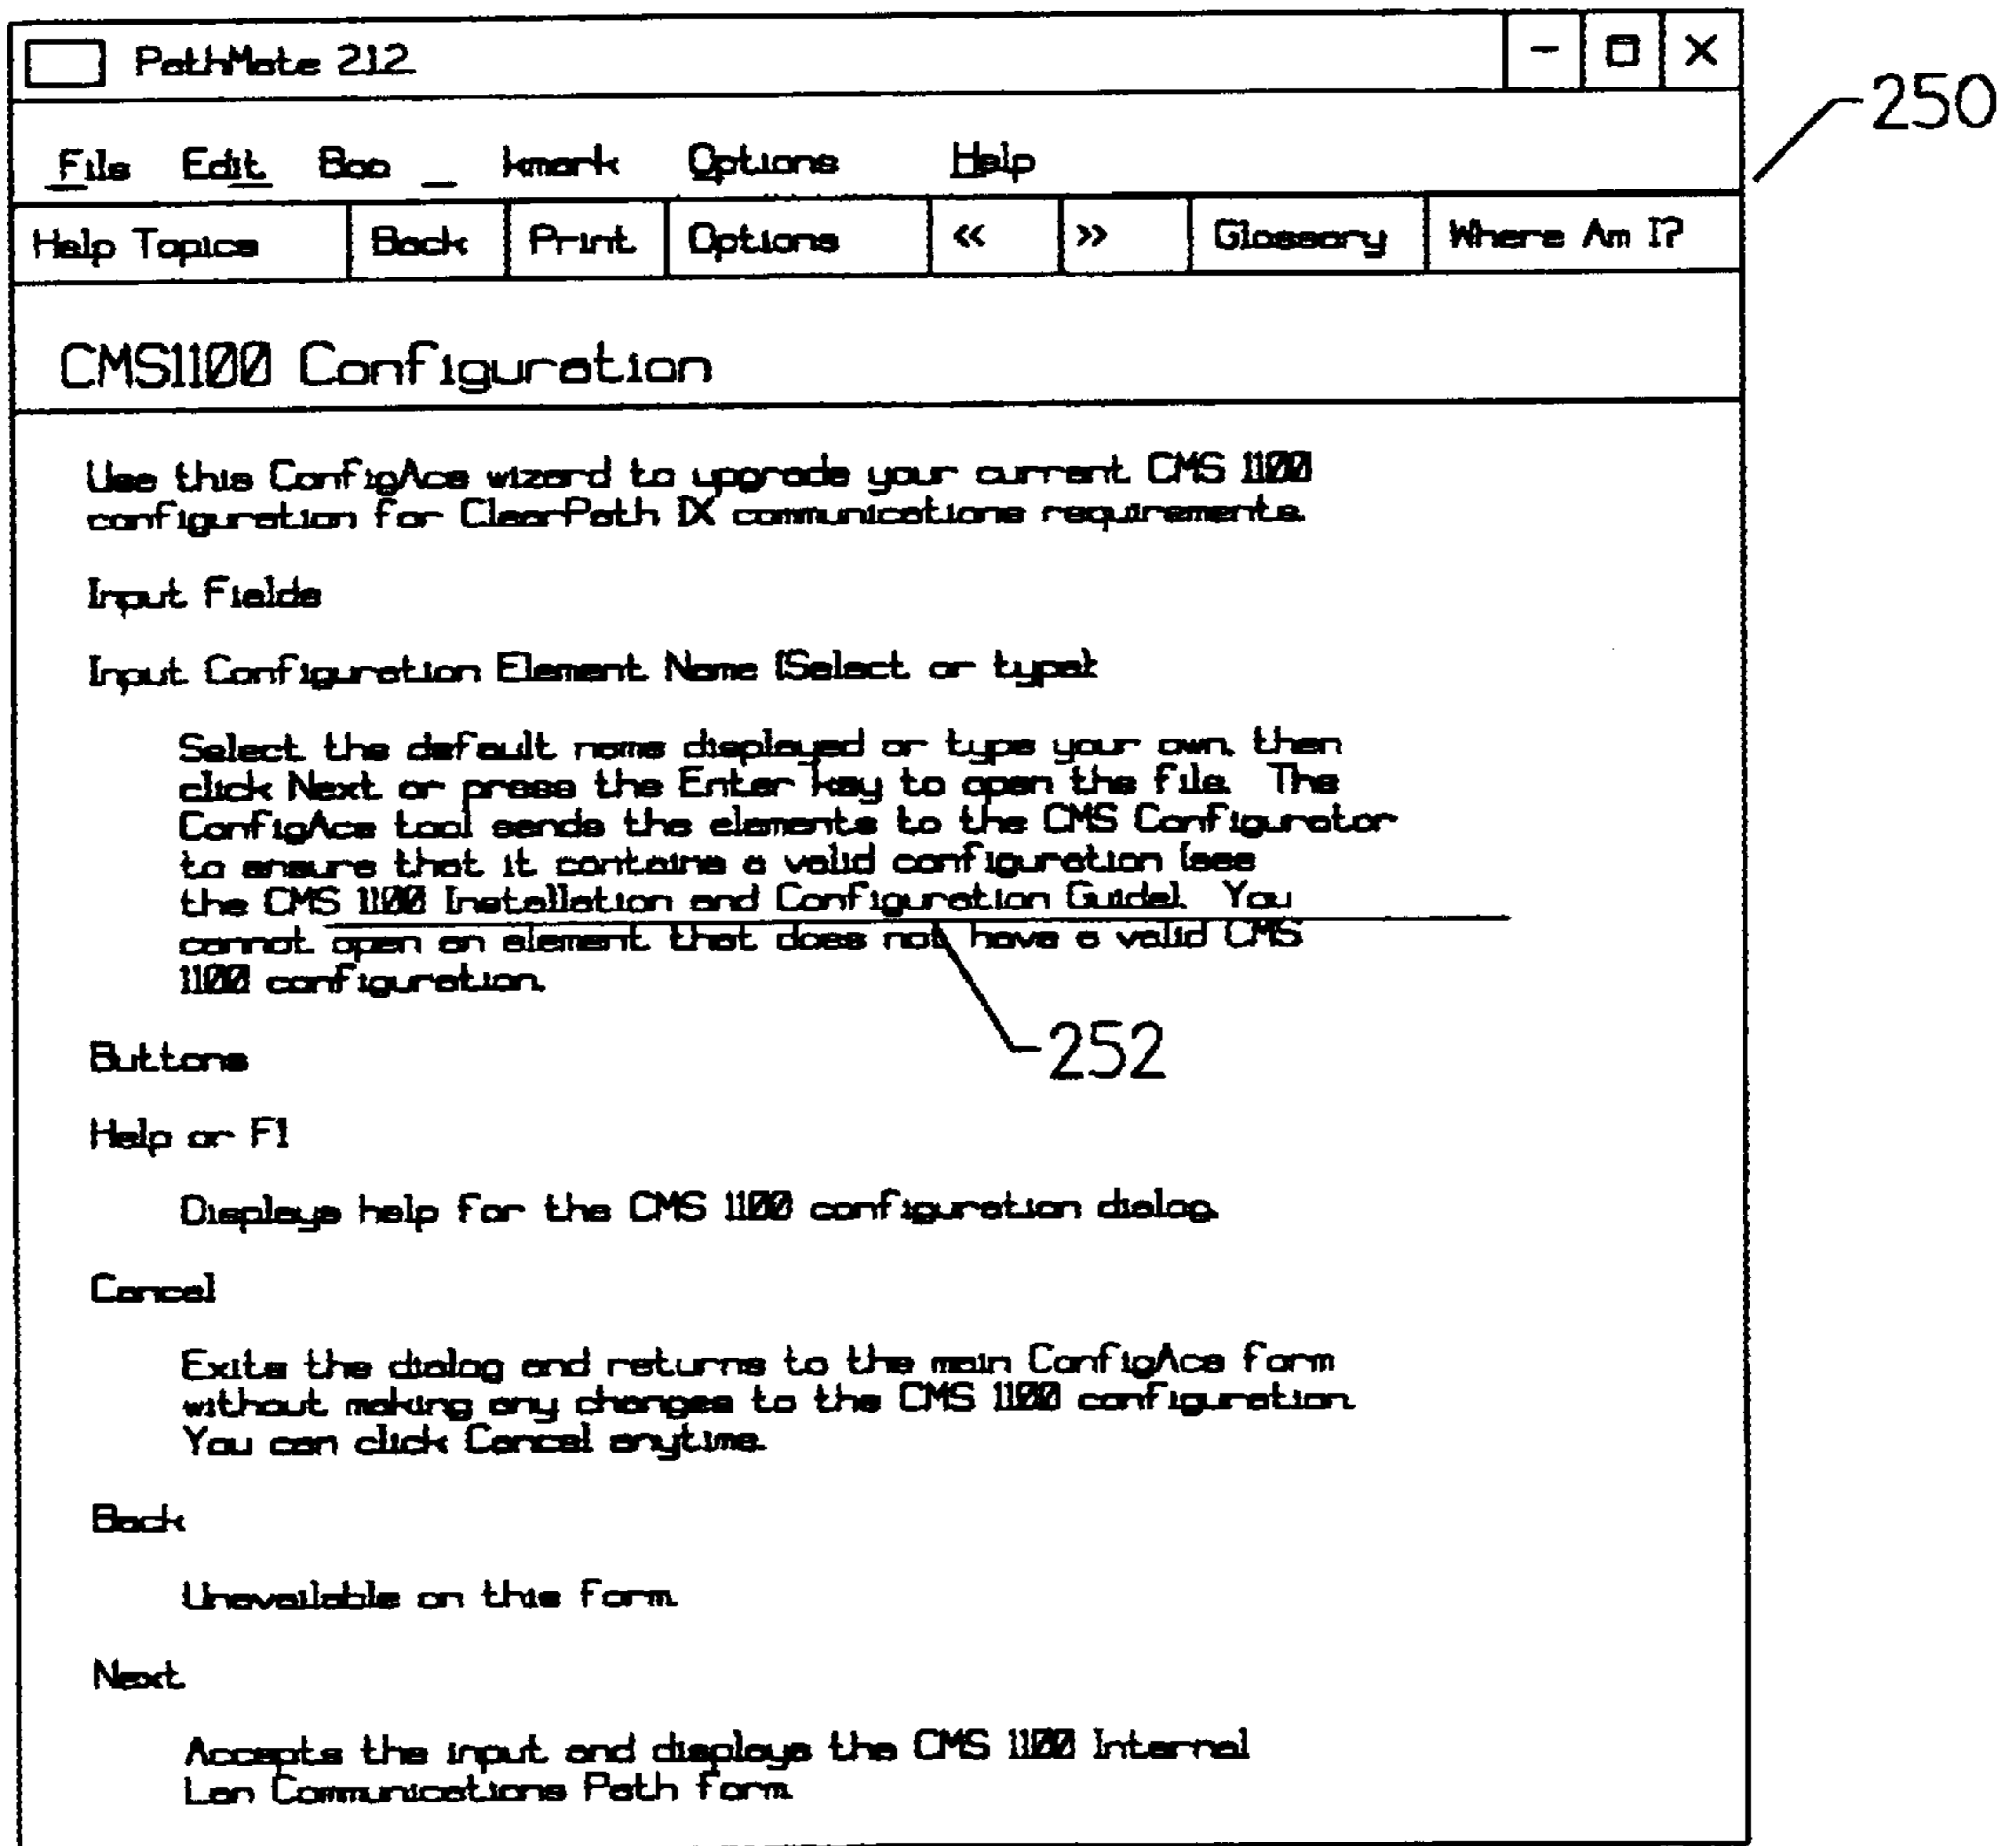 PathMate 2.1.2
250
File Edit Boo _ kmark Options Help
Help Topics Back Print Options << >> Glossary Where Am I?
CMS1100 Configuration
Use this ConfigAce wizard to upgrade your current CMS 1100
configuration for ClearPath IX communications requirements.
Input Fields
Input Configuration Element Name (Select or type):
Select the default name displayed or type your own, then
click Next or press the Enter key to open the file. The
ConfigAce tool sends the elements to the CMS Configurator
to ensure that it contains a valid configuration (see
the CMS 1100 Installation and Configuration Guide). You
cannot open an element that does not have a valid CMS
1100 configuration.
252
Buttons
Help or F1
Displays help for the CMS 1100 configuration dialog.
Cancel
Exits the dialog and returns to the main ConfigAce form
without making any changes to the CMS 1100 configuration.
You can click Cancel anytime.
Back
Unavailable on this form.
Next
Accepts the input and displays the CMS 1100 Internal
Lan Communications Path form.